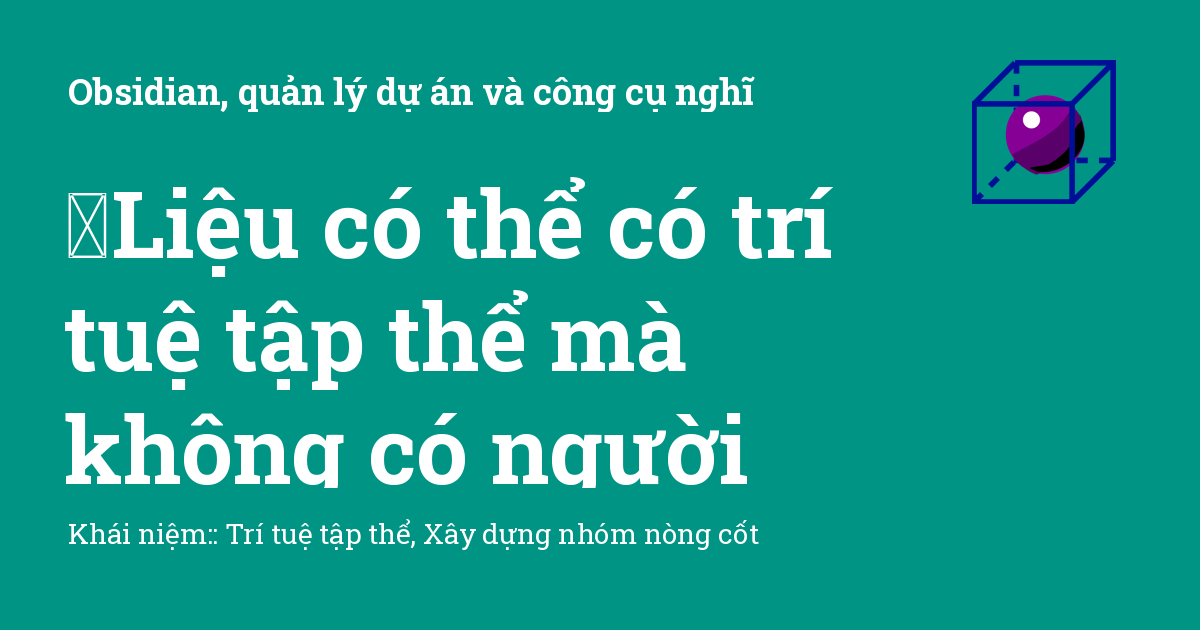 Obsidian, quản lý dự án và công cụ nghĩ
Liệu có thể có trí
tuệ tập thể mà
không có người
Khái niệm:: Trí tuệ tập thể, Xây dựng nhóm nòng cốt